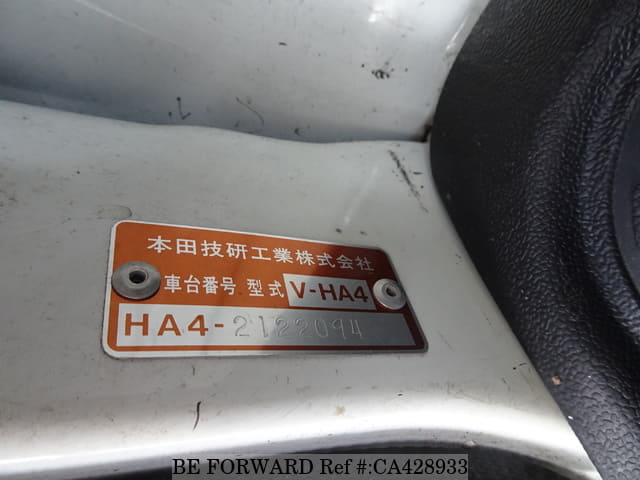 本田技研工業株式会社
車台番号 型式 V-HA4
HA4-2122094
BE FORWARD Ref #:CA428933